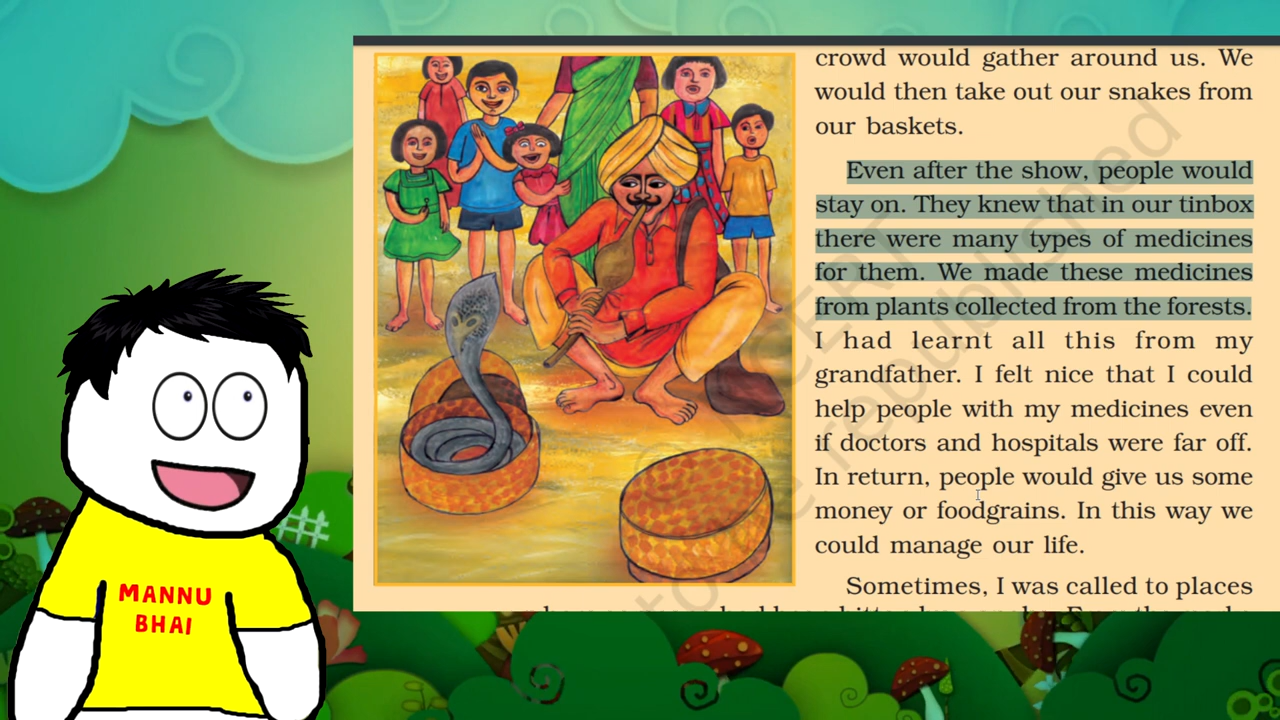 MANNU
BHAI
crowd would gather around us. We
would then take out our snakes from
our baskets.
Even after the show, people would
stay on. They knew that in our tinbox
there were many types of medicines
for them. We made these medicines
from plants collected from the forests.
I had learnt all this from my
grandfather. I felt nice that I could
help people with my medicines even
if doctors and hospitals were far off.
In return, people would give us some
money or foodgrains. In this way we
could manage our life.
Sometimes, I was called to places
republished